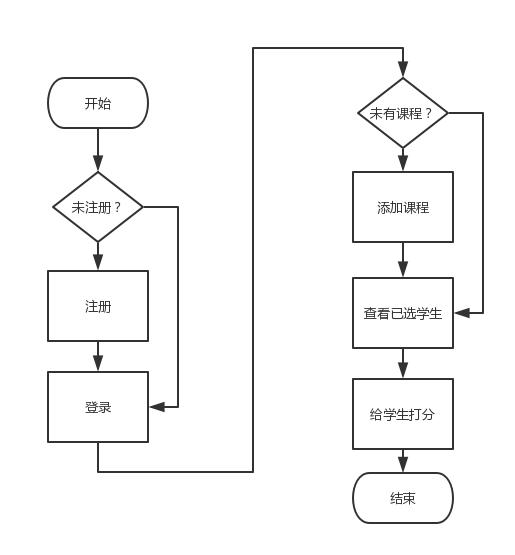 开始
未注册？
注册
登录
未有课程？
添加课程
查看已选学生
给学生打分
结束